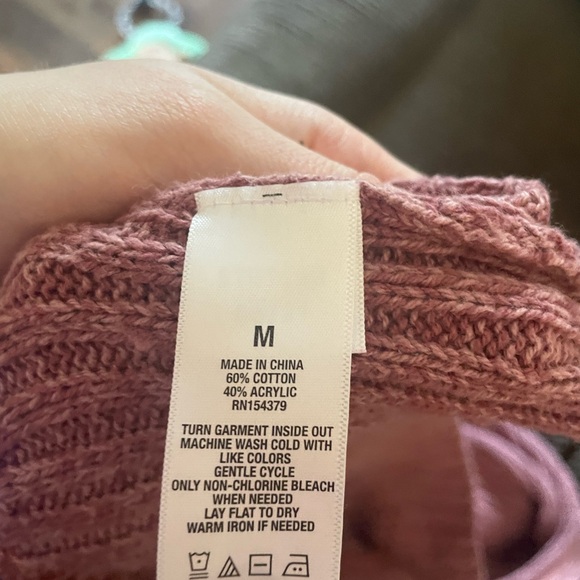 M
MADE IN CHINA
60% COTTON
40% ACRYLIC
RN154379
TURN GARMENT INSIDE OUT
MACHINE WASH COLD WITH
LIKE COLORS
GENTLE CYCLE
ONLY NON-CHLORINE BLEACH
WHEN NEEDED
LAY FLAT TO DRY
WARM IRON IF NEEDED